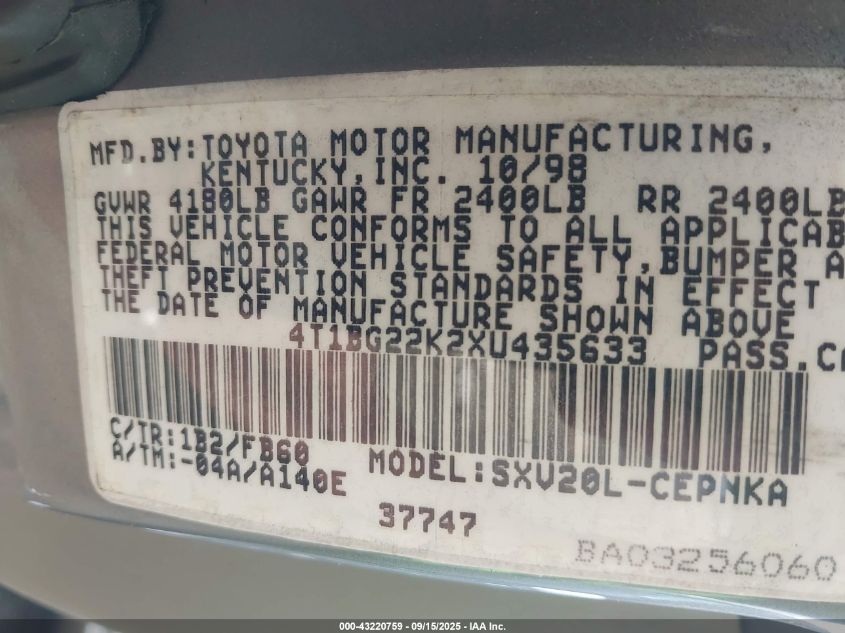 MFD.BY:TOYOTA MOTOR MANUFACTURING,
KENTUCKY,INC. 10/98
GVWR 4180LB GAWR FR 2400LB RR 2400LB
THIS VEHICLE CONFORMS TO ALL APPLICAB
FEDERAL MOTOR VEHICLE SAFETY,BUMPER A
THEFT PREVENTION STANDARDS IN EFFECT
THE DATE OF MANUFACTURE SHOWN ABOVE
4T1BG22K2XU435633 PASS.CA
C/TR:1B2/FB60
A/TM:-04A/A140E MODEL:SXV20L-CEPNKA
37747
BA03256060
000-43220759 - 09/15/2025 - IAA Inc.